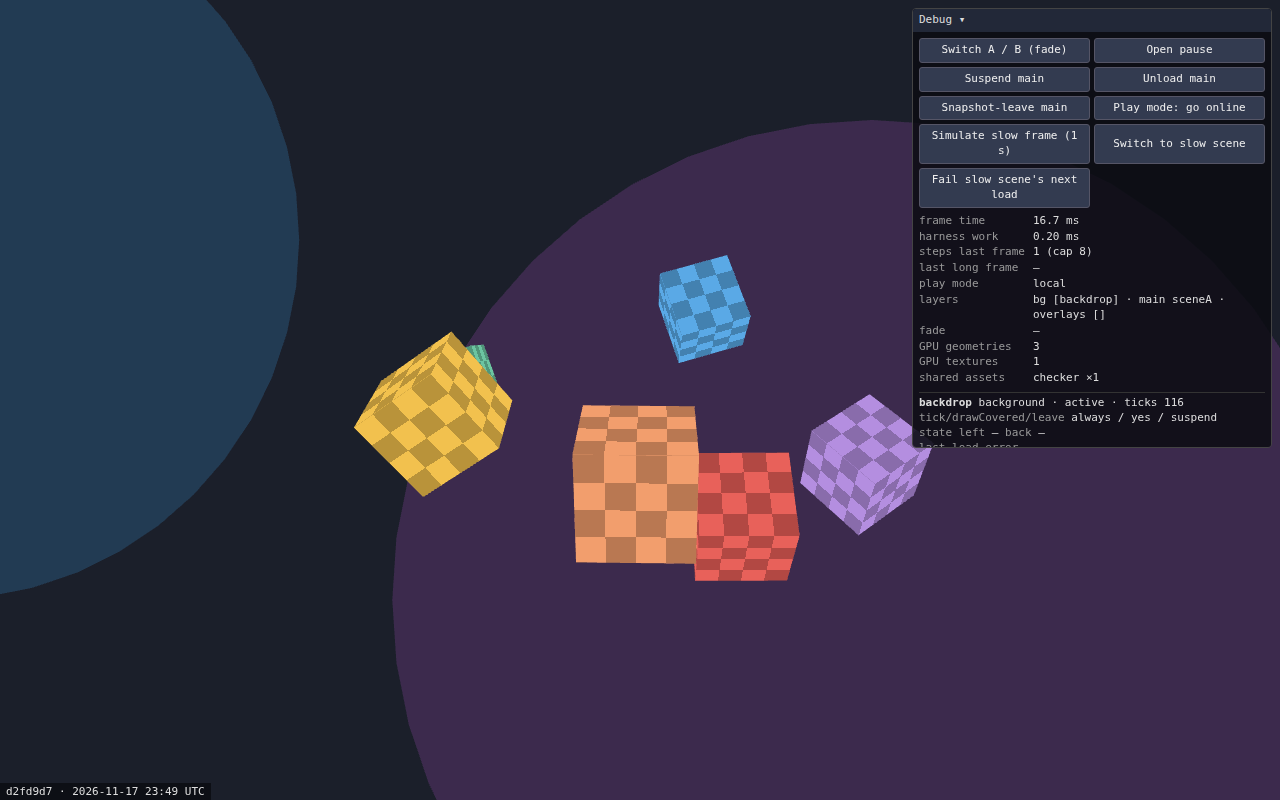 Debug ▾
Switch A / B (fade)
Open pause
Suspend main
Unload main
Snapshot-leave main
Play mode: go online
Simulate slow frame (1
s)
Switch to slow scene
Fail slow scene's next
load
frame time 16.7 ms
harness work 0.20 ms
steps last frame 1 (cap 8)
last long frame —
play mode local
layers bg [backdrop] · main sceneA ·
overlays []
fade —
GPU geometries 3
GPU textures 1
shared assets checker ×1
backdrop background · active · ticks 116
tick/drawCovered/leave always / yes / suspend
state left — back —
d2fd9d7 · 2026-11-17 23:49 UTC